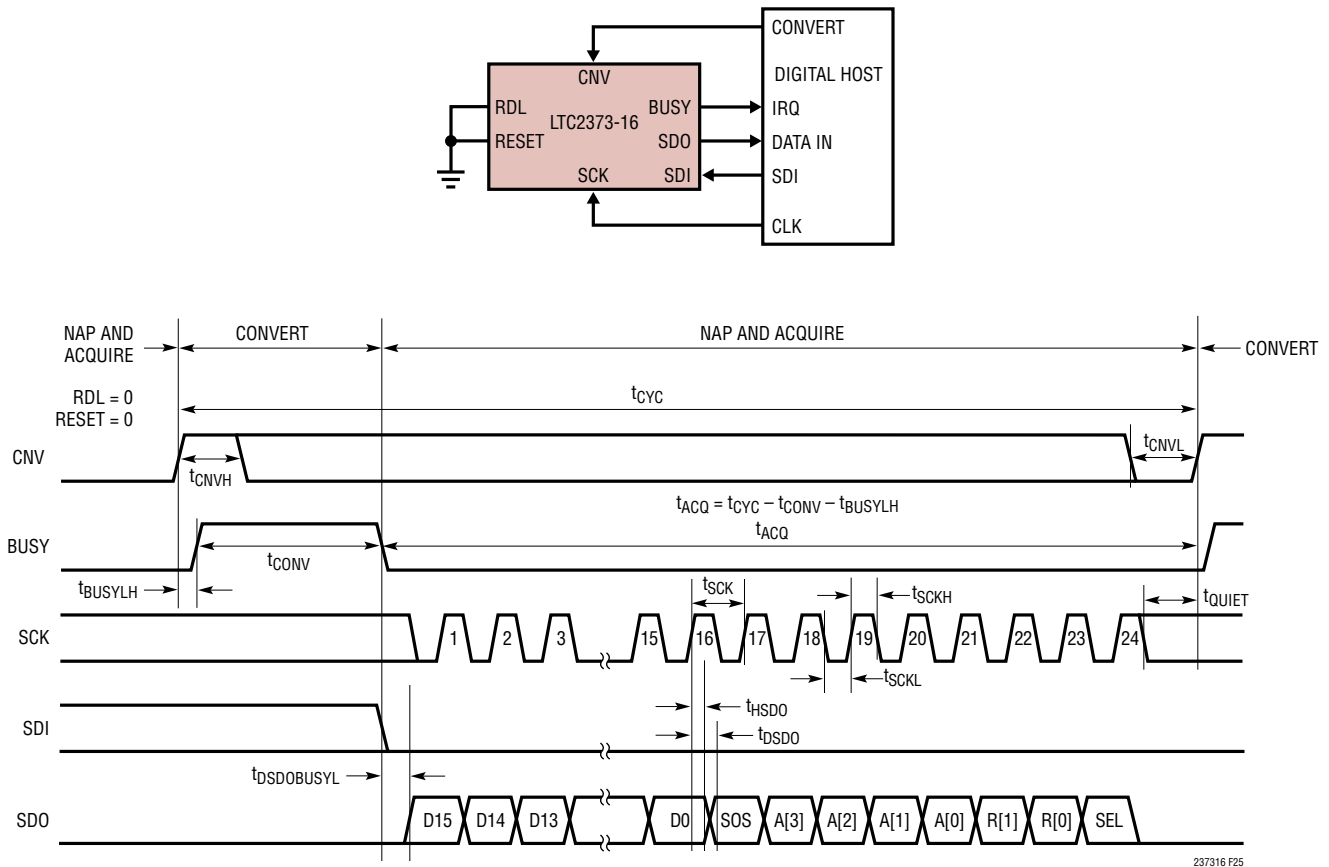 CONVERT
CNV
DIGITAL HOST
RDL
BUSY
IRQ
LTC2373-16
RESET
SDO
DATA IN
SCK
SDI
SDI
CLK
NAP AND
ACQUIRE
CONVERT
NAP AND ACQUIRE
CONVERT
RDL = 0
RESET = 0
tCYC
CNV
tCNVH
tCNVL
tACQ = tCYC – tCONV – tBUSYLH
BUSY
tCONV
tACQ
tBUSYLH
tSCK
tSCKH
tQUIET
SCK
1 2 3 15 16 17 18 19 20 21 22 23 24
tSCKL
tHSDO
SDI
tDSDO
tDSDOBUSYL
SDO
D15 D14 D13 D0 SOS A[3] A[2] A[1] A[0] R[1] R[0] SEL
237316 F25